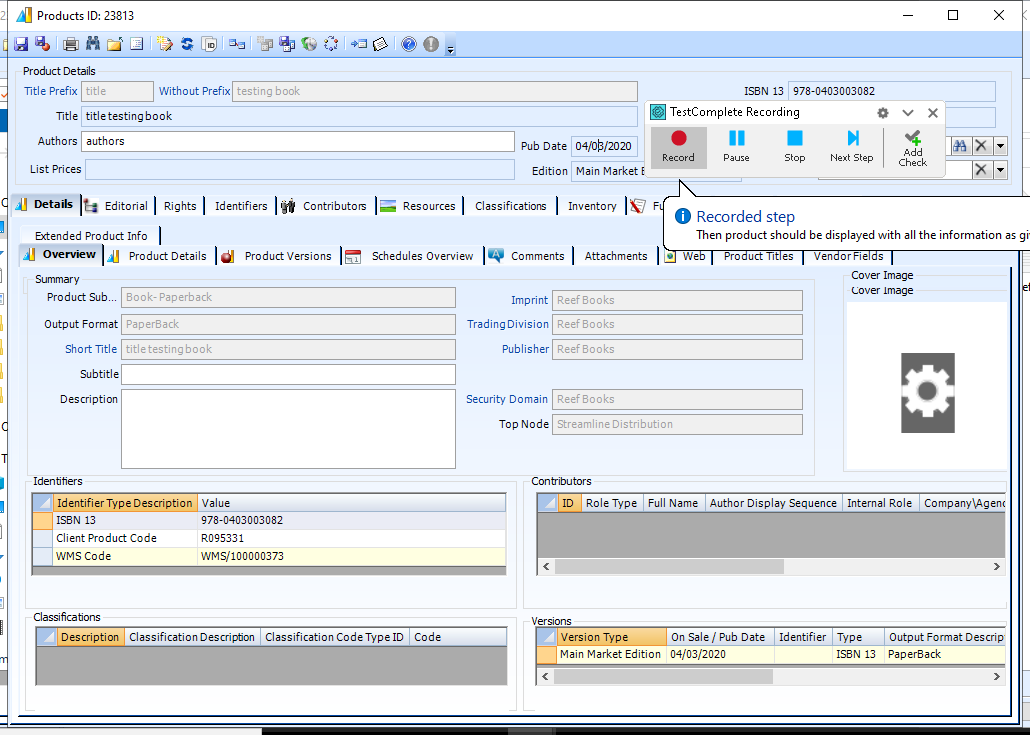 Products ID: 23813
Product Details
Title Prefix title Without Prefix testing book ISBN 13 978-0403003082
Title title testing book
Authors authors Pub Date 04/03/2020
List Prices Edition Main Market E
TestComplete Recording
Record Pause Stop Next Step Add Check
Recorded step
Then product should be displayed with all the information as gi
Details Editorial Rights Identifiers Contributors Resources Classifications Inventory Fu
Extended Product Info
Overview Product Details Product Versions Schedules Overview Comments Attachments Web Product Titles Vendor Fields
Summary
Product Sub... Book- Paperback
Output Format PaperBack
Short Title title testing book
Subtitle
Description
Imprint Reef Books
Trading Division Reef Books
Publisher Reef Books
Security Domain Reef Books
Top Node Streamline Distribution
Cover Image
Cover Image
Identifiers
Identifier Type Description Value
ISBN 13 978-0403003082
Client Product Code R095331
WMS Code WMS/100000373
Contributors
ID Role Type Full Name Author Display Sequence Internal Role Company\Agenc
Classifications
Description Classification Description Classification Code Type ID Code
Versions
Version Type On Sale / Pub Date Identifier Type Output Format Descrip
Main Market Edition 04/03/2020 ISBN 13 PaperBack